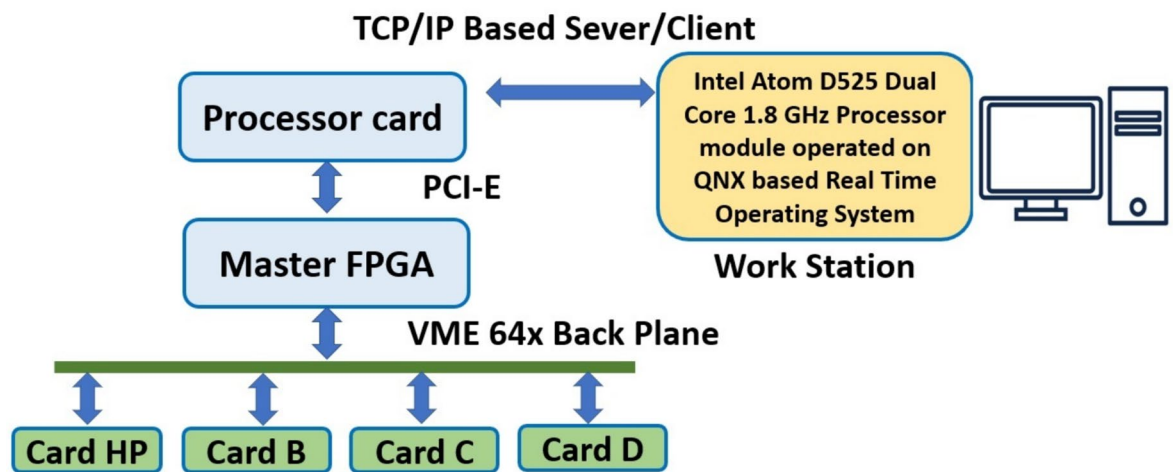 TCP/IP Based Sever/Client
Processor card
Intel Atom D525 Dual
Core 1.8 GHz Processor
module operated on
QNX based Real Time
Operating System
PCI-E
Master FPGA
Work Station
VME 64x Back Plane
Card HP
Card B
Card C
Card D